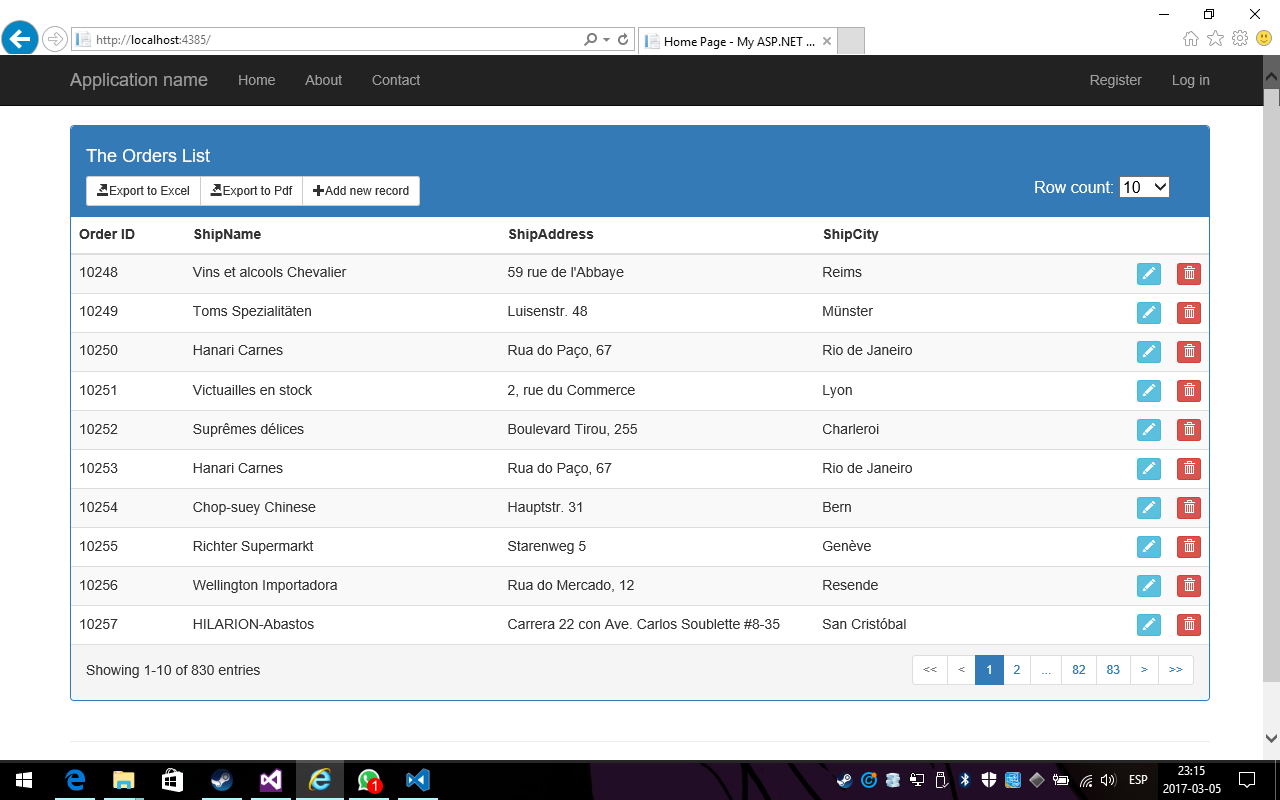 http://localhost:4385/
Home Page - My ASP.NET ...
Application name Home About Contact Register Log in
The Orders List
Export to Excel Export to Pdf Add new record Row count: 10
Order ID ShipName ShipAddress ShipCity
10248 Vins et alcools Chevalier 59 rue de l'Abbaye Reims
10249 Toms Spezialitäten Luisenstr. 48 Münster
10250 Hanari Carnes Rua do Paço, 67 Rio de Janeiro
10251 Victuailles en stock 2, rue du Commerce Lyon
10252 Suprêmes délices Boulevard Tirou, 255 Charleroi
10253 Hanari Carnes Rua do Paço, 67 Rio de Janeiro
10254 Chop-suey Chinese Hauptstr. 31 Bern
10255 Richter Supermarkt Starenweg 5 Genève
10256 Wellington Importadora Rua do Mercado, 12 Resende
10257 HILARION-Abastos Carrera 22 con Ave. Carlos Soublette #8-35 San Cristóbal
Showing 1-10 of 830 entries << < 1 2 ... 82 83 > >>
1 ESP 23:15
2017-03-05